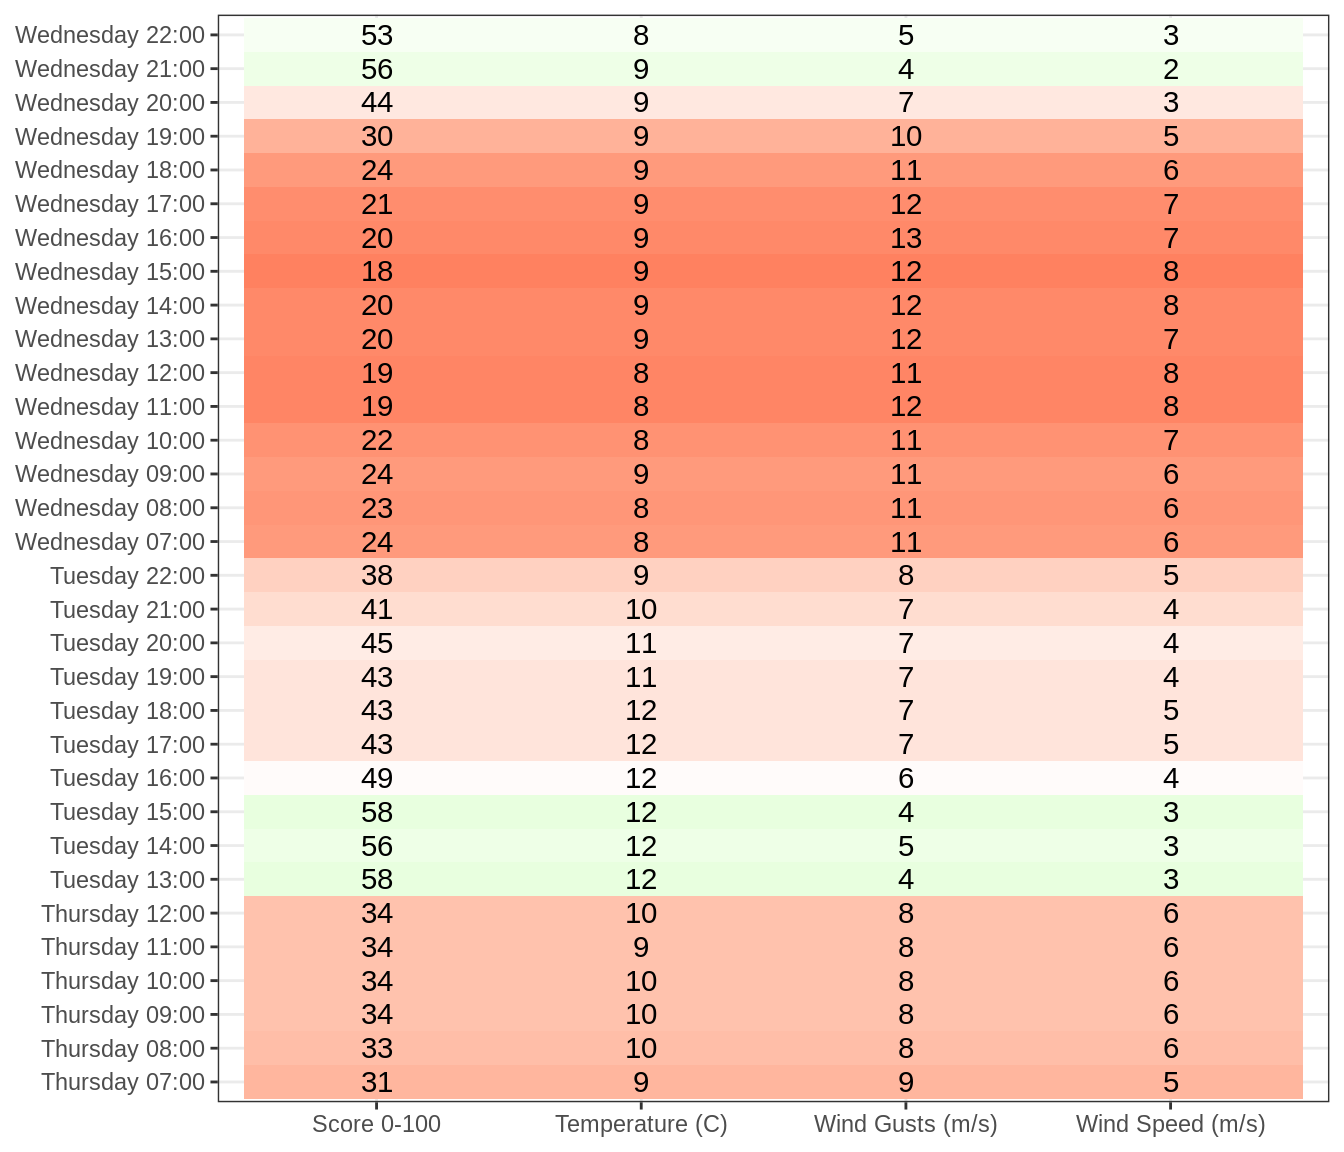 Wednesday 22:00 53 8 5 3
Wednesday 21:00 56 9 4 2
Wednesday 20:00 44 9 7 3
Wednesday 19:00 30 9 10 5
Wednesday 18:00 24 9 11 6
Wednesday 17:00 21 9 12 7
Wednesday 16:00 20 9 13 7
Wednesday 15:00 18 9 12 8
Wednesday 14:00 20 9 12 8
Wednesday 13:00 20 9 12 7
Wednesday 12:00 19 8 11 8
Wednesday 11:00 19 8 12 8
Wednesday 10:00 22 8 11 7
Wednesday 09:00 24 9 11 6
Wednesday 08:00 23 8 11 6
Wednesday 07:00 24 8 11 6
Tuesday 22:00 38 9 8 5
Tuesday 21:00 41 10 7 4
Tuesday 20:00 45 11 7 4
Tuesday 19:00 43 11 7 4
Tuesday 18:00 43 12 7 5
Tuesday 17:00 43 12 7 5
Tuesday 16:00 49 12 6 4
Tuesday 15:00 58 12 4 3
Tuesday 14:00 56 12 5 3
Tuesday 13:00 58 12 4 3
Thursday 12:00 34 10 8 6
Thursday 11:00 34 9 8 6
Thursday 10:00 34 10 8 6
Thursday 09:00 34 10 8 6
Thursday 08:00 33 10 8 6
Thursday 07:00 31 9 9 5
Score 0-100 Temperature (C) Wind Gusts (m/s) Wind Speed (m/s)